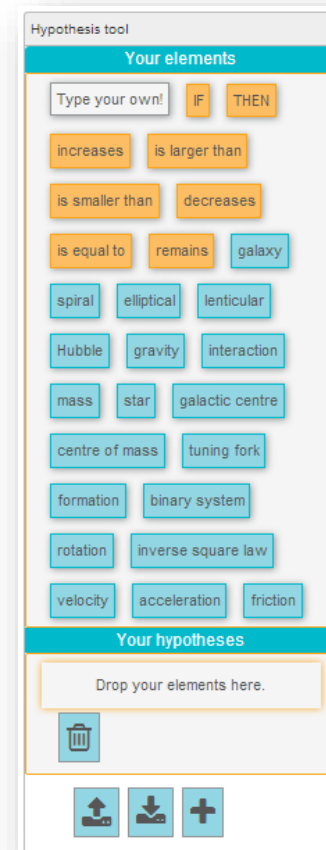 Hypothesis tool
Your elements
Type your own! IF THEN
increases is larger than
is smaller than decreases
is equal to remains galaxy
spiral elliptical lenticular
Hubble gravity interaction
mass star galactic centre
centre of mass tuning fork
formation binary system
rotation inverse square law
velocity acceleration friction
Your hypotheses
Drop your elements here.